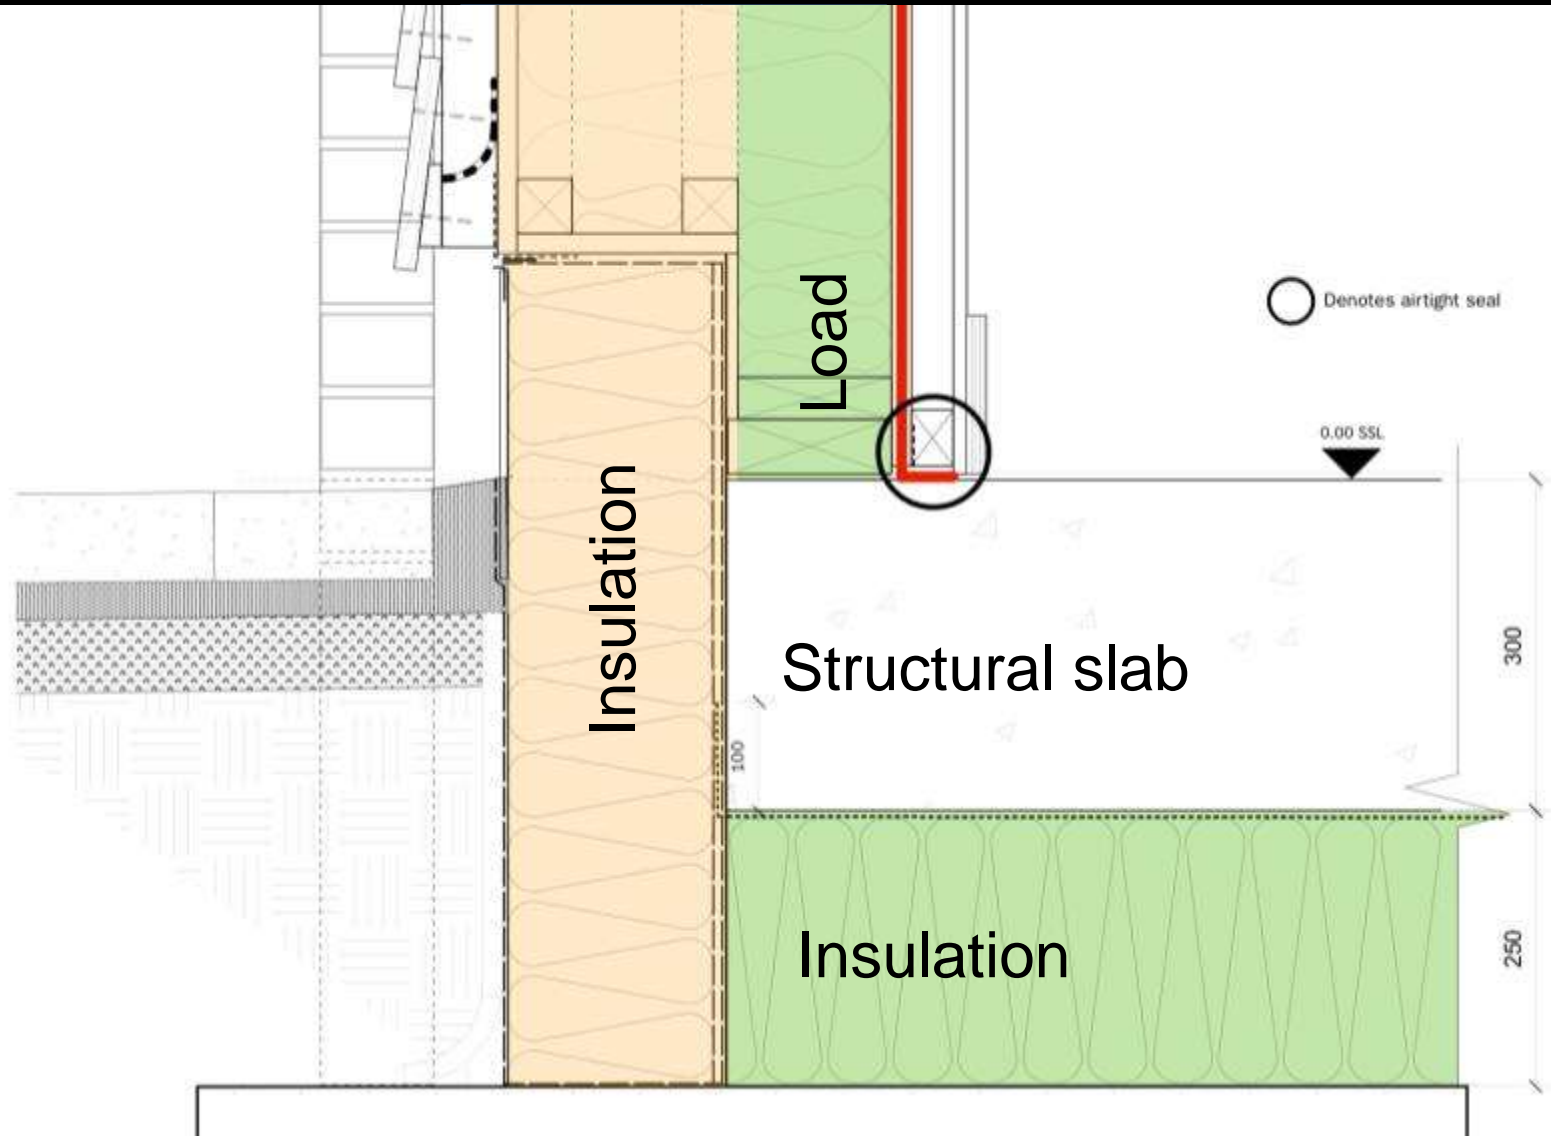 Load
Denotes airtight seal
0.00 SSL
Insulation
Structural slab
300
100
Insulation
250